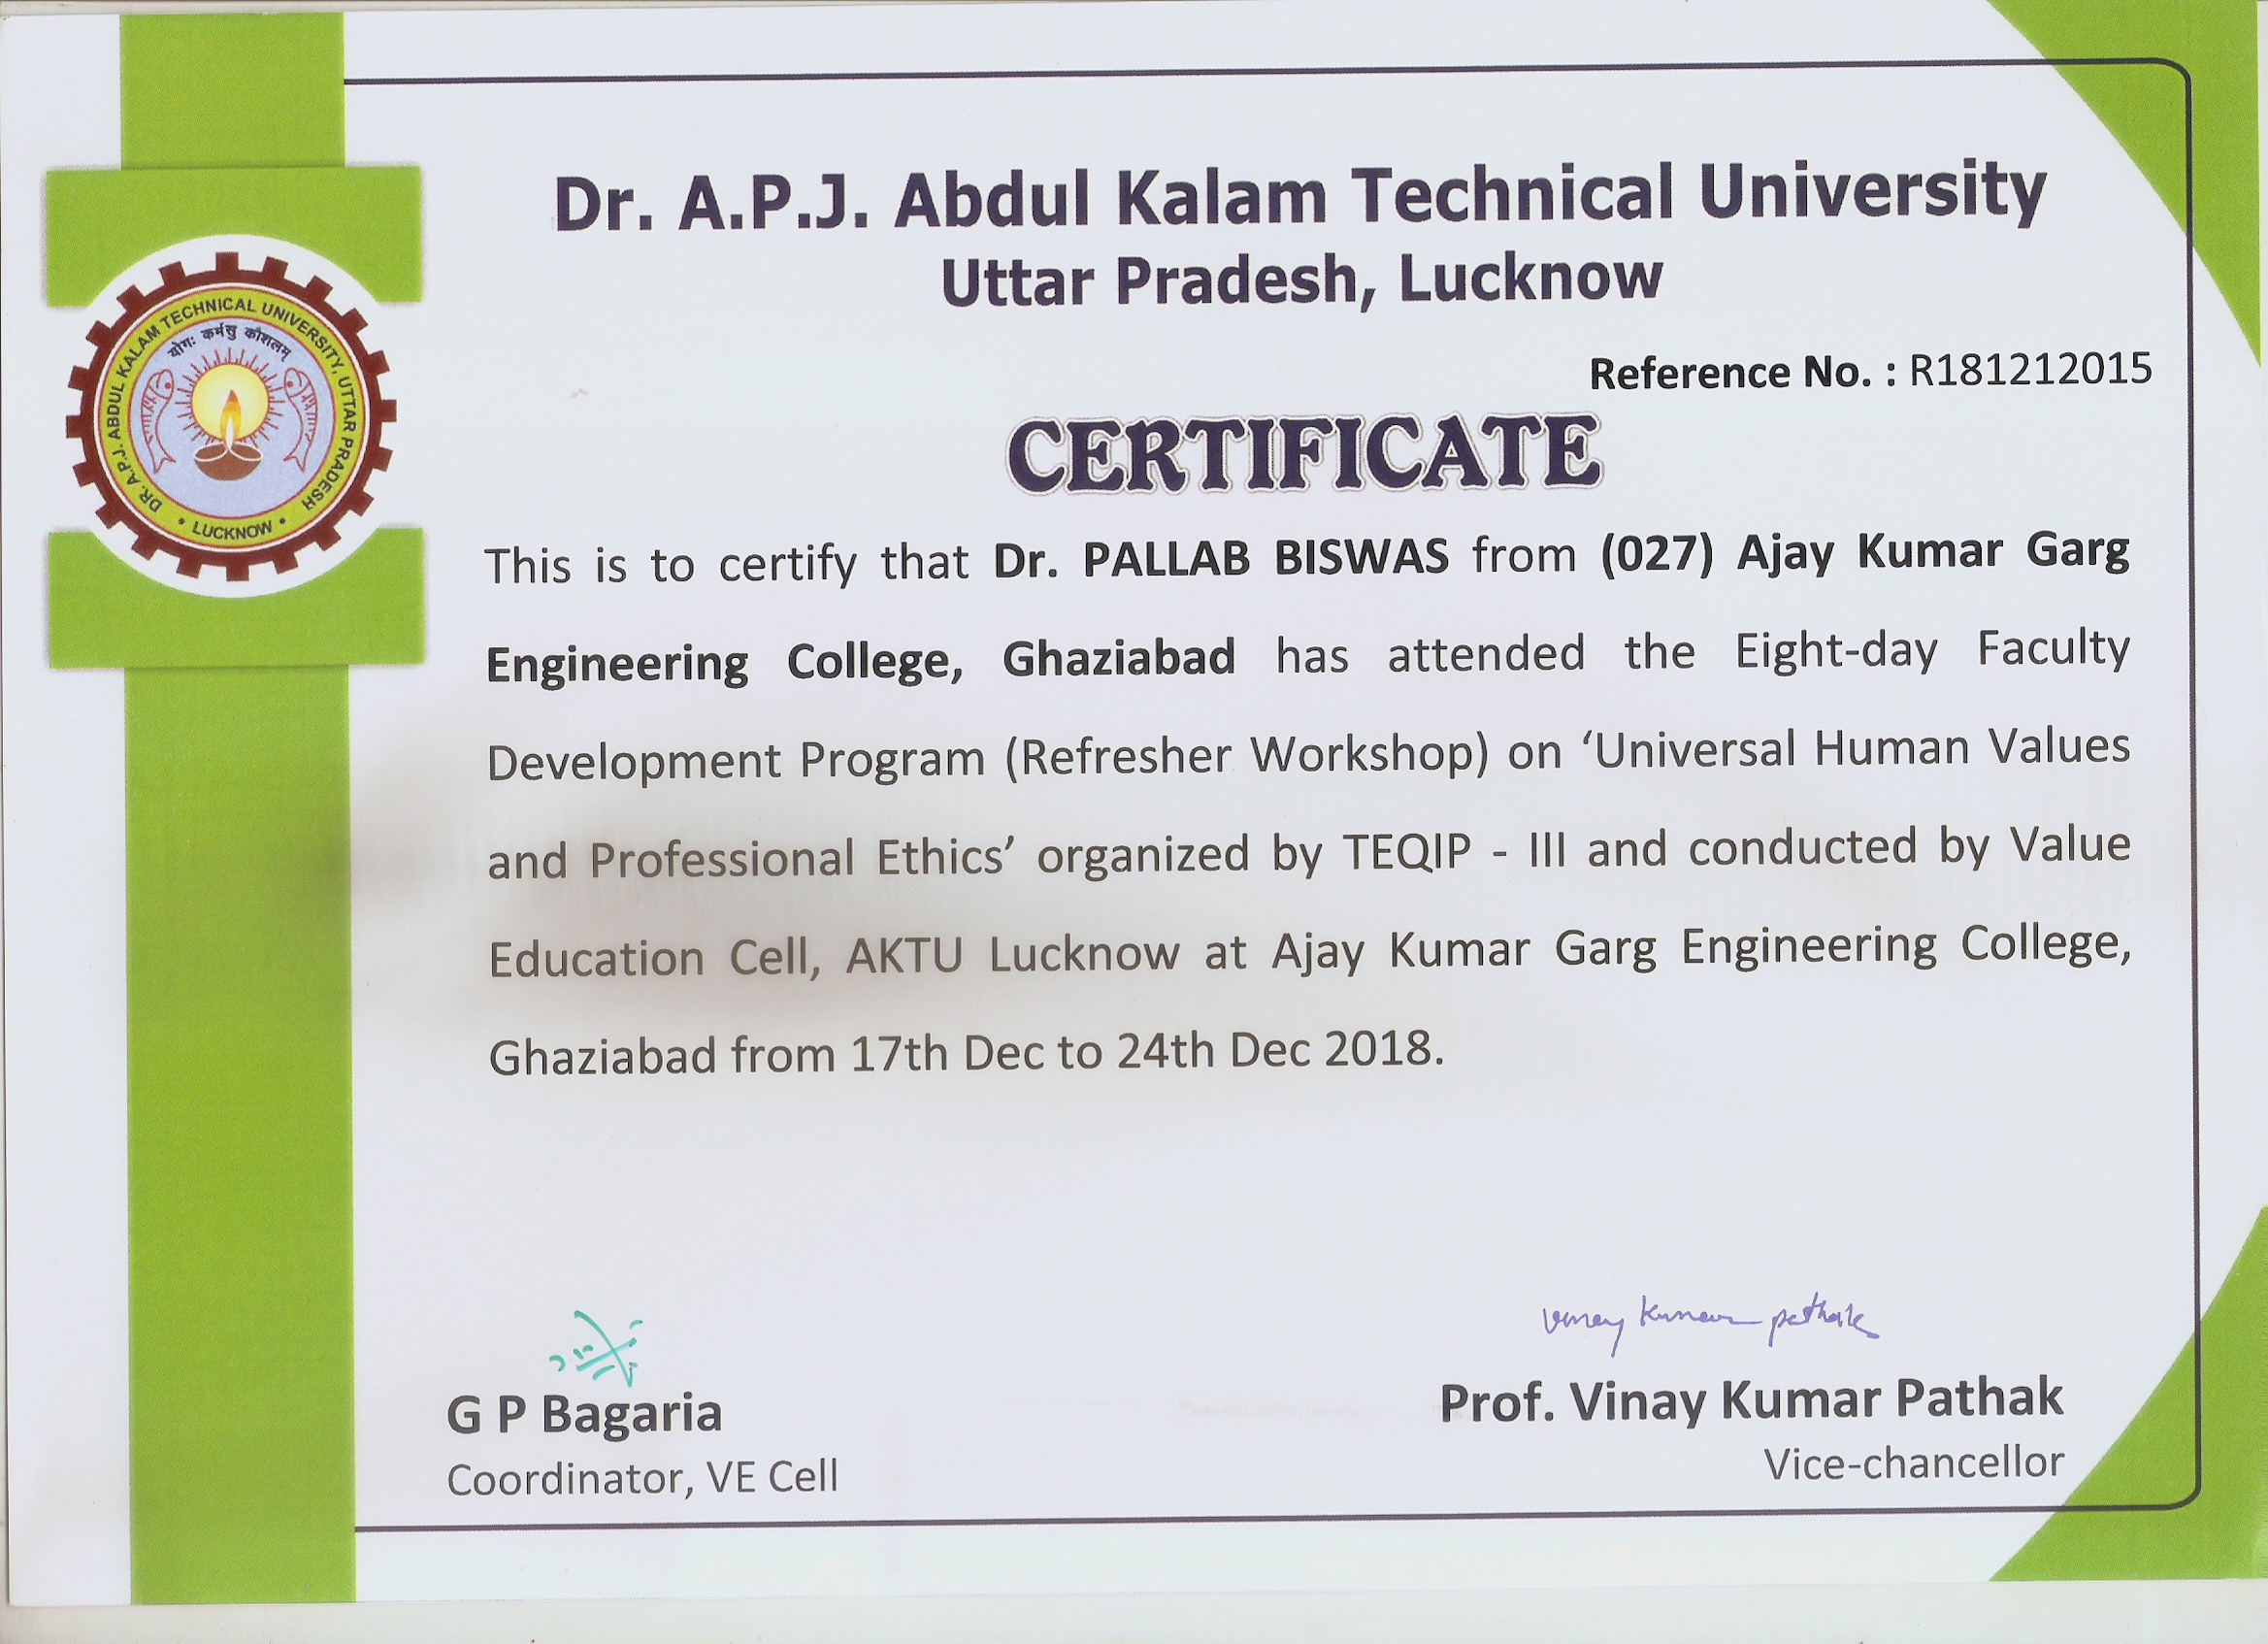 Dr. A.P.J. Abdul Kalam Technical University
Uttar Pradesh, Lucknow
DR. A.P.J. ABDUL KALAM TECHNICAL UNIVERSITY, UTTAR PRADESH
योगः कर्मसु कौशलम्
• LUCKNOW •
Reference No. : R181212015
CERTIFICATE
This is to certify that Dr. PALLAB BISWAS from (027) Ajay Kumar Garg
Engineering College, Ghaziabad has attended the Eight-day Faculty
Development Program (Refresher Workshop) on ‘Universal Human Values
and Professional Ethics’ organized by TEQIP - III and conducted by Value
Education Cell, AKTU Lucknow at Ajay Kumar Garg Engineering College,
Ghaziabad from 17th Dec to 24th Dec 2018.
vinay kumar pathak
G P Bagaria
Coordinator, VE Cell
Prof. Vinay Kumar Pathak
Vice-chancellor